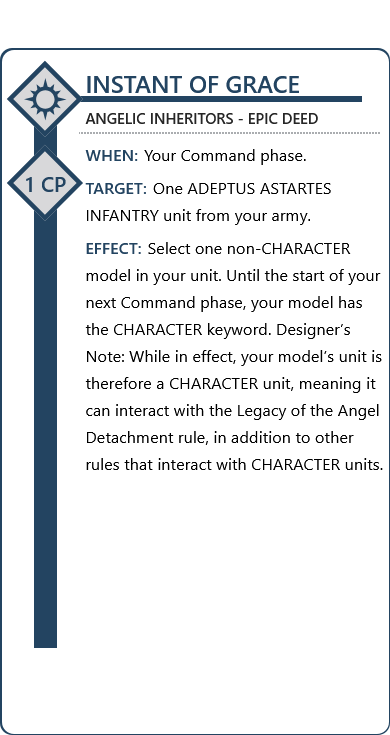 INSTANT OF GRACE
ANGELIC INHERITORS - EPIC DEED
1 CP
WHEN: Your Command phase.
TARGET: One ADEPTUS ASTARTES
INFANTRY unit from your army.
EFFECT: Select one non-CHARACTER
model in your unit. Until the start of your
next Command phase, your model has
the CHARACTER keyword. Designer’s
Note: While in effect, your model’s unit is
therefore a CHARACTER unit, meaning it
can interact with the Legacy of the Angel
Detachment rule, in addition to other
rules that interact with CHARACTER units.